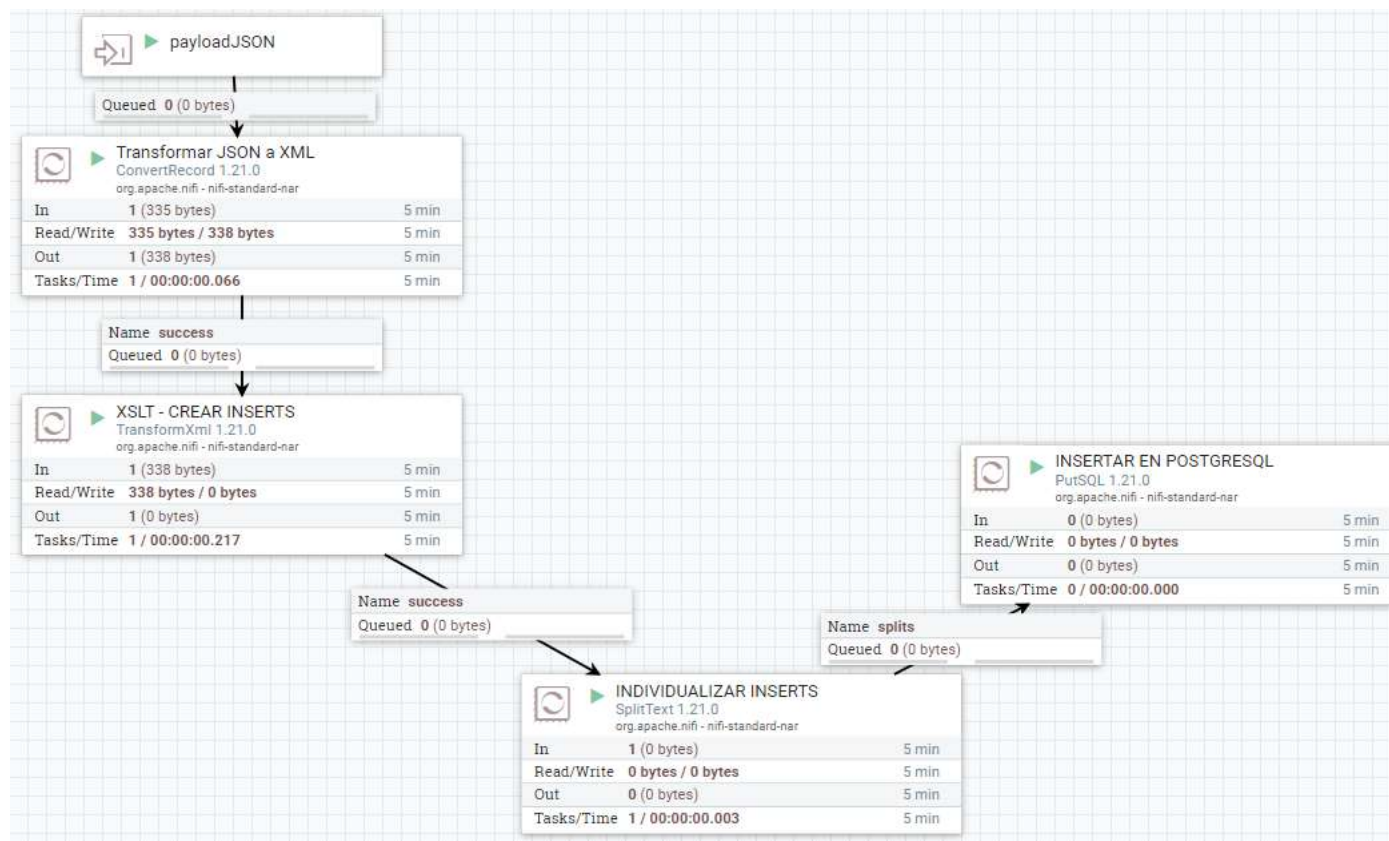 payloadJSON
Queued 0 (0 bytes)
Transformar JSON a XML
ConvertRecord 1.21.0
org.apache.nifi - nifi-standard-nar
In 1 (335 bytes) 5 min
Read/Write 335 bytes / 338 bytes 5 min
Out 1 (338 bytes) 5 min
Tasks/Time 1 / 00:00:00.066 5 min
Name success
Queued 0 (0 bytes)
XSLT - CREAR INSERTS
TransformXml 1.21.0
org.apache.nifi - nifi-standard-nar
In 1 (338 bytes) 5 min
Read/Write 338 bytes / 0 bytes 5 min
Out 1 (0 bytes) 5 min
Tasks/Time 1 / 00:00:00.217 5 min
Name success
Queued 0 (0 bytes)
INDIVIDUALIZAR INSERTS
SplitText 1.21.0
org.apache.nifi - nifi-standard-nar
In 1 (0 bytes) 5 min
Read/Write 0 bytes / 0 bytes 5 min
Out 0 (0 bytes) 5 min
Tasks/Time 1 / 00:00:00.003 5 min
Name splits
Queued 0 (0 bytes)
INSERTAR EN POSTGRESQL
PutSQL 1.21.0
org.apache.nifi - nifi-standard-nar
In 0 (0 bytes) 5 min
Read/Write 0 bytes / 0 bytes 5 min
Out 0 (0 bytes) 5 min
Tasks/Time 0 / 00:00:00.000 5 min